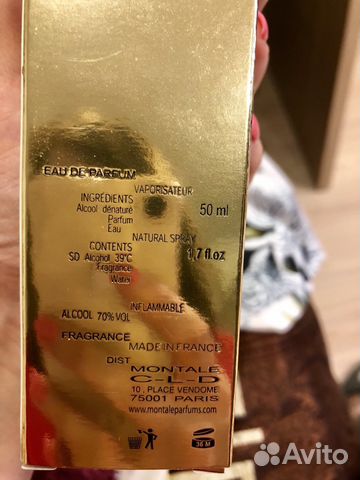 EAU DE PARFUM
VAPORISATEUR
INGRÉDIENTS
Alcool dénaturé
Parfum
Eau
50 ml
NATURAL SPRAY
CONTENTS
SD Alcohol 39°C
Fragrance
Water
1,7 fl.oz
INFLAMMABLE
ALCOOL 70% VOL
FRAGRANCE
MADE IN FRANCE
DIST
MONTALE
C-L-D
10, PLACE VENDOME
75001 PARIS
www.montaleparfums.com
36 M
Avito